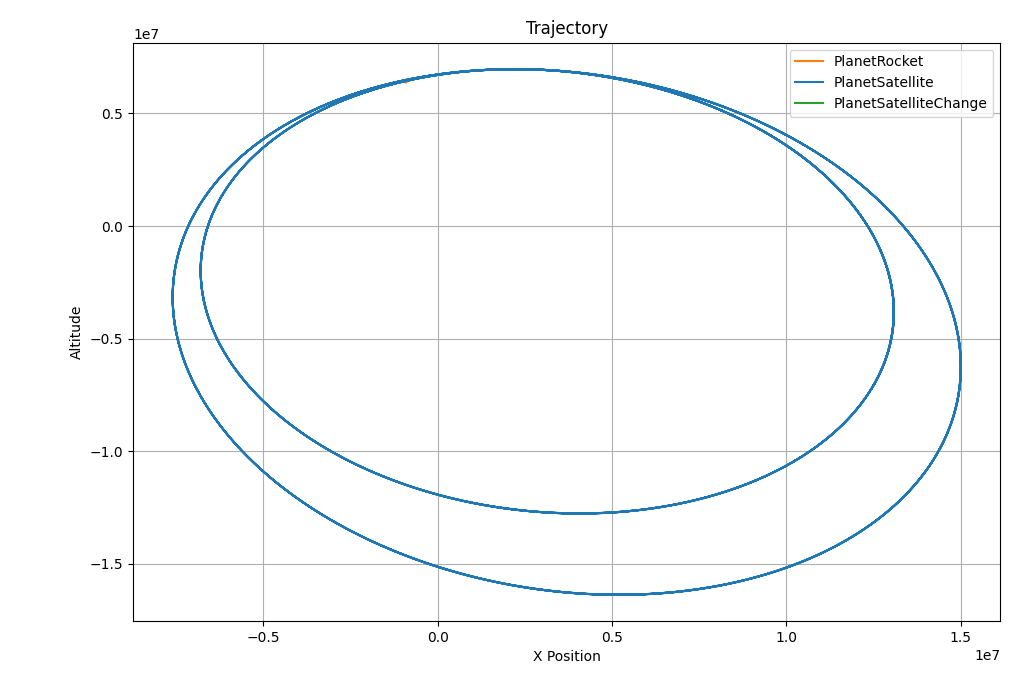 Trajectory
1e7
PlanetRocket
PlanetSatellite
PlanetSatelliteChange
0.5
0.0
−0.5
−1.0
−1.5
Altitude
−0.5
0.0
0.5
1.0
1.5
1e7
X Position